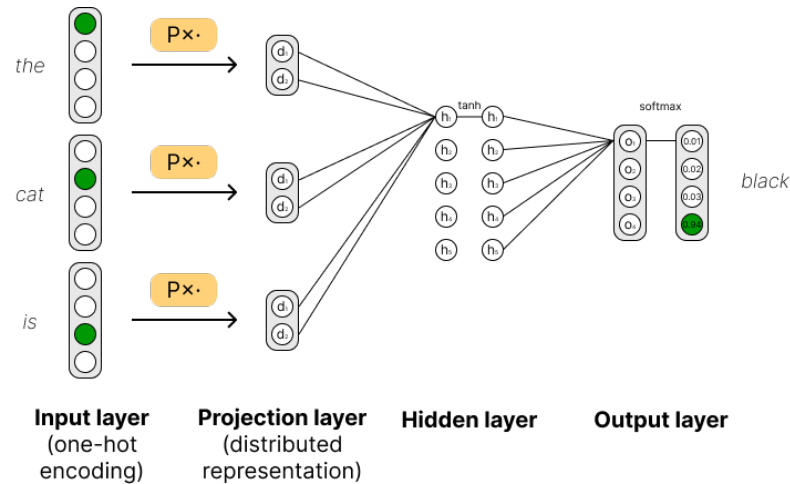 the
P×·
d₁
d₂
cat
P×·
d₁
d₂
is
P×·
d₁
d₂
tanh
h₁ h₁
h₂ h₂
h₃ h₃
h₄ h₄
h₅ h₅
softmax
o₁ 0.01
o₂ 0.02
o₃ 0.03
o₄ 0.94
black
Input layer
(one-hot
encoding)
Projection layer
(distributed
representation)
Hidden layer
Output layer